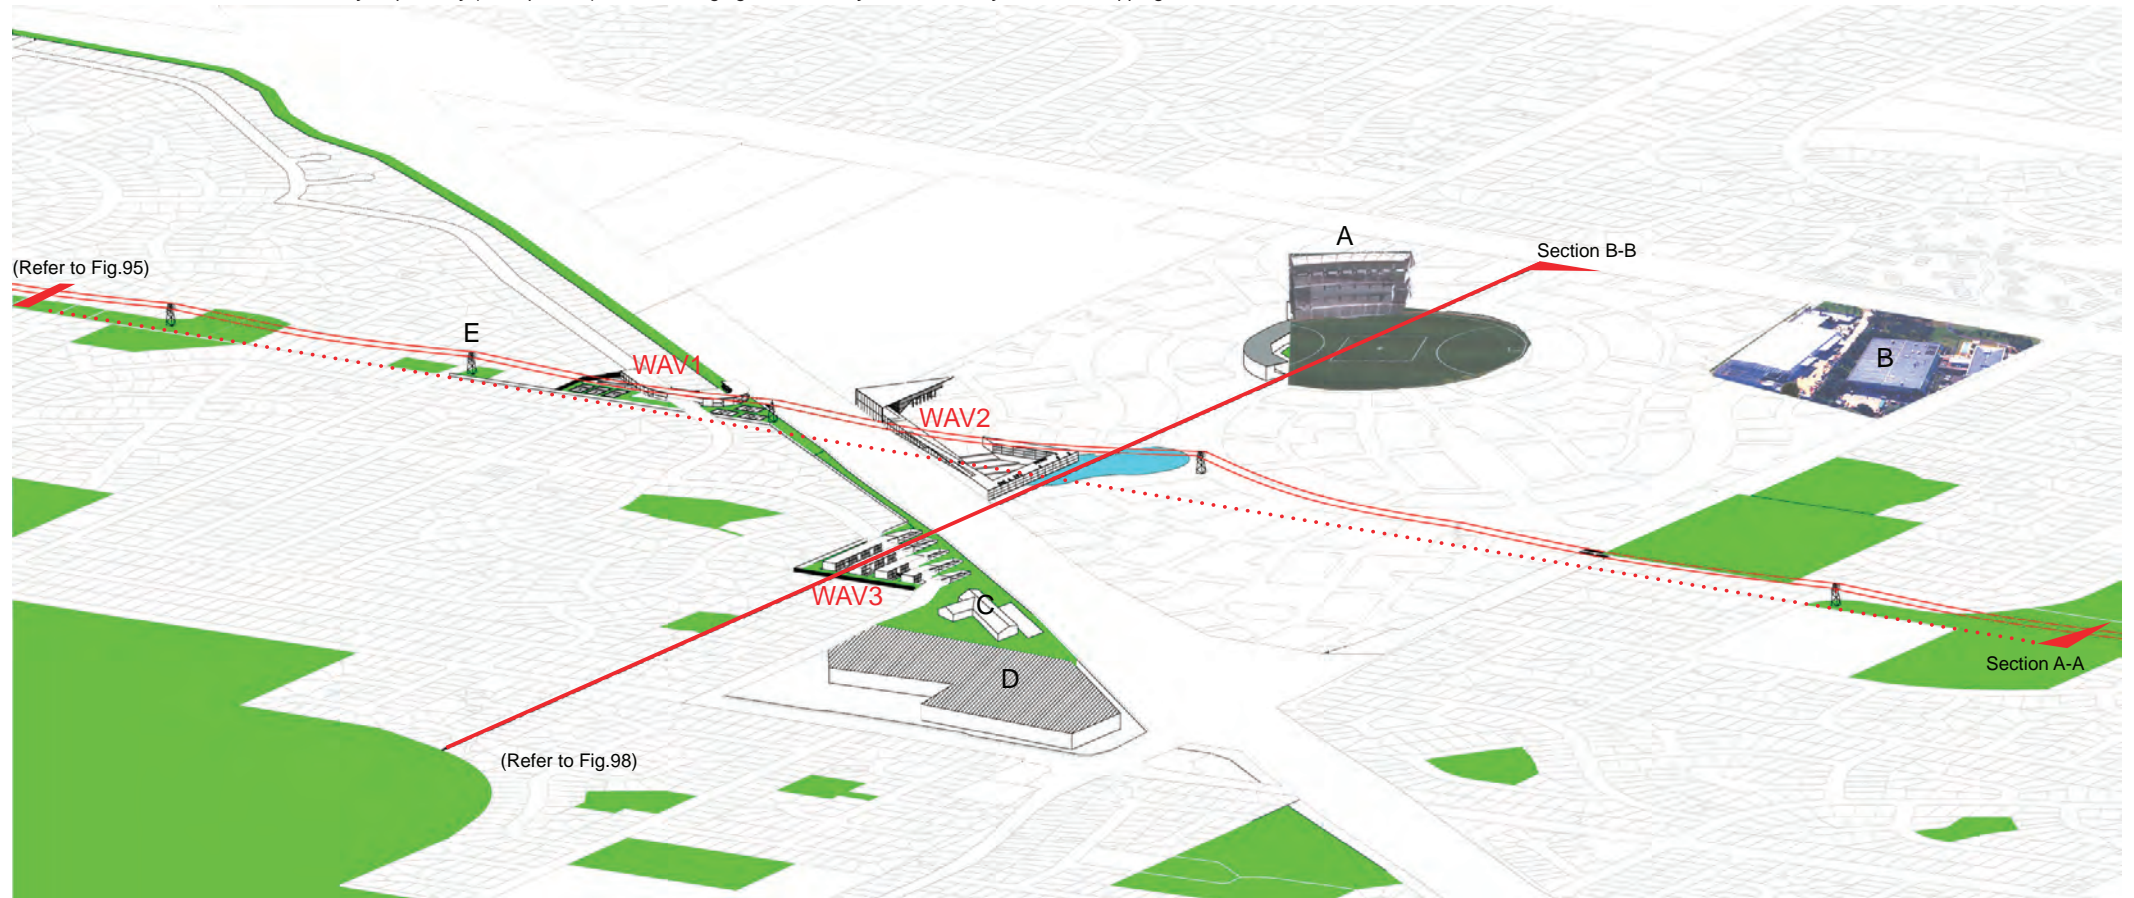 A
Section B-B
(Refer to Fig.95)
E
B
WAV1
WAV2
WAV3
C
Section A-A
D
(Refer to Fig.98)